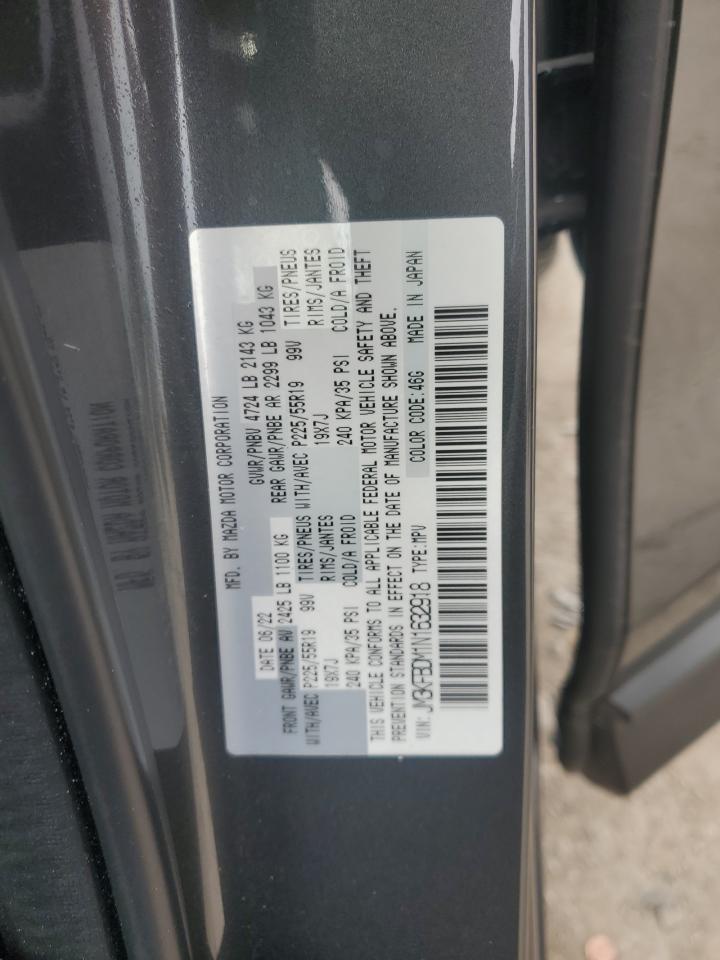 MFD. BY MAZDA MOTOR CORPORATION
DATE 06/22 GVWR/PNBV 4724 LB 2143 KG
FRONT GAWR/PNBE AV 2425 LB 1100 KG REAR GAWR/PNBE AR 2299 LB 1043 KG
WITH/AVEC P225/55R19 99V TIRES/PNEUS WITH/AVEC P225/55R19 99V TIRES/PNEUS
19X7J RIMS/JANTES 19X7J RIMS/JANTES
240 KPA/35 PSI COLD/A FROID 240 KPA/35 PSI COLD/A FROID
THIS VEHICLE CONFORMS TO ALL APPLICABLE FEDERAL MOTOR VEHICLE SAFETY AND THEFT
PREVENTION STANDARDS IN EFFECT ON THE DATE OF MANUFACTURE SHOWN ABOVE.
VIN: JM3KFBDM1N1632918 TYPE:MPV COLOR CODE:46G MADE IN JAPAN